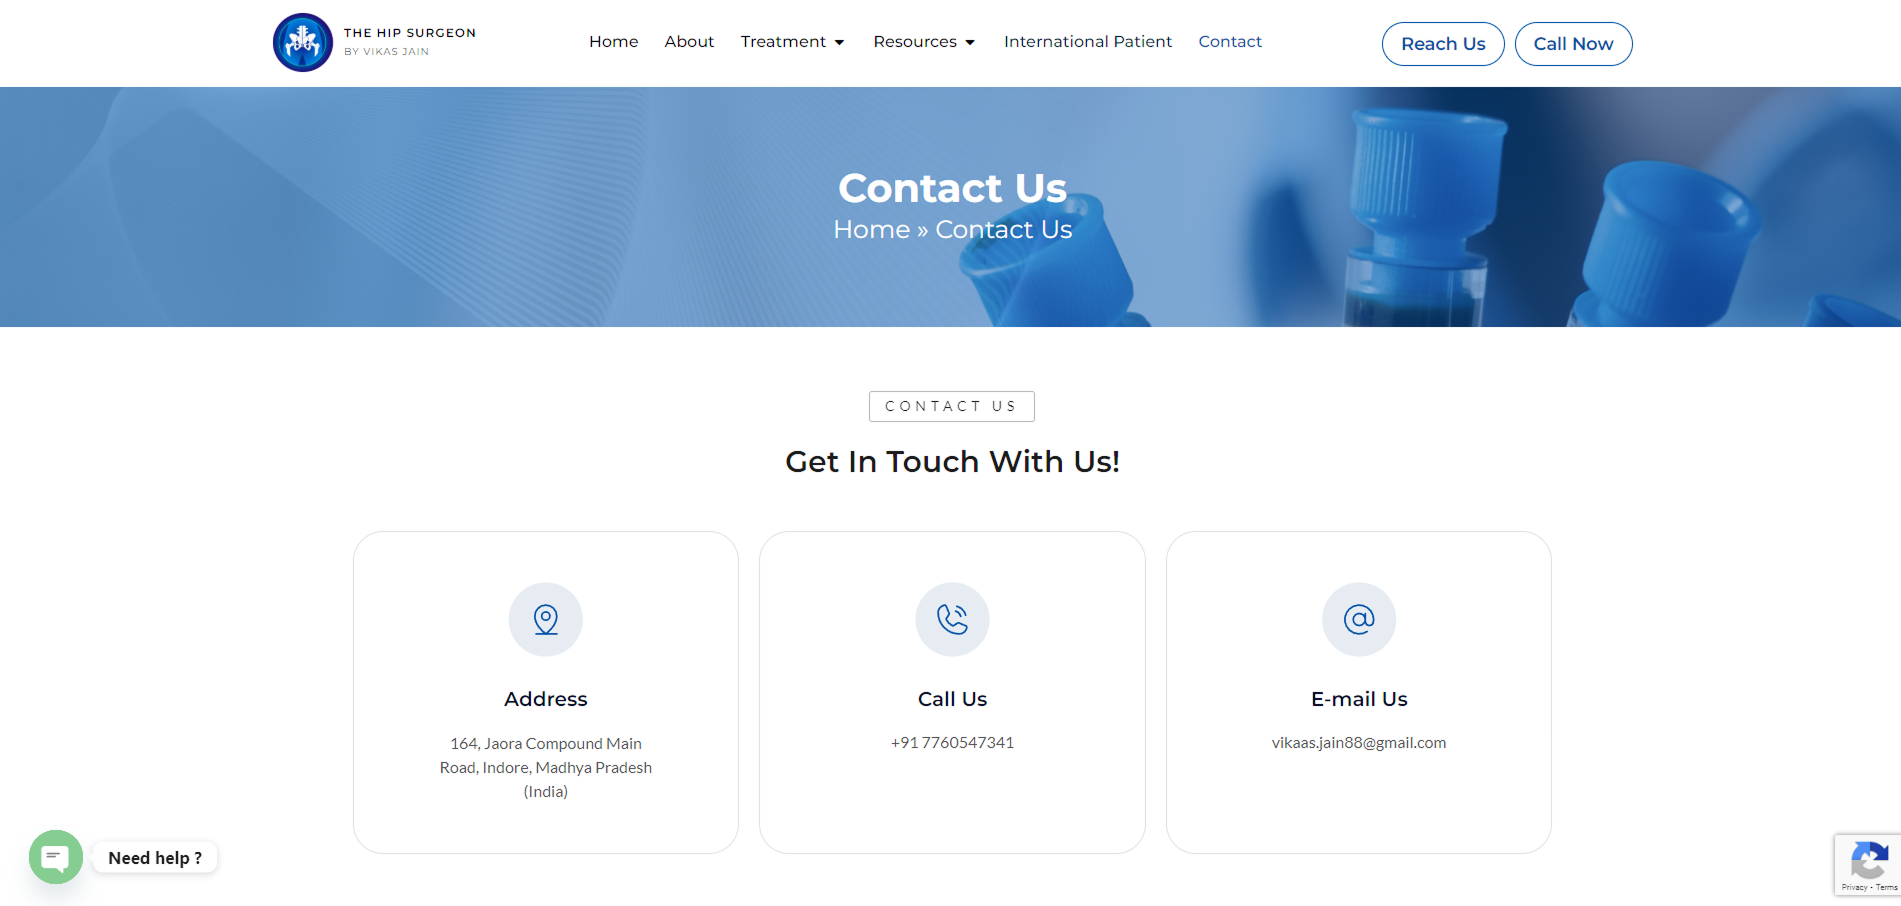 THE HIP SURGEON
BY VIKAS JAIN
Home About Treatment Resources International Patient Contact
Reach Us Call Now
Contact Us
Home » Contact Us
CONTACT US
Get In Touch With Us!
Address
164, Jaora Compound Main
Road, Indore, Madhya Pradesh
(India)
Call Us
+91 7760547341
E-mail Us
vikaas.jain88@gmail.com
Need help ?
Privacy - Terms